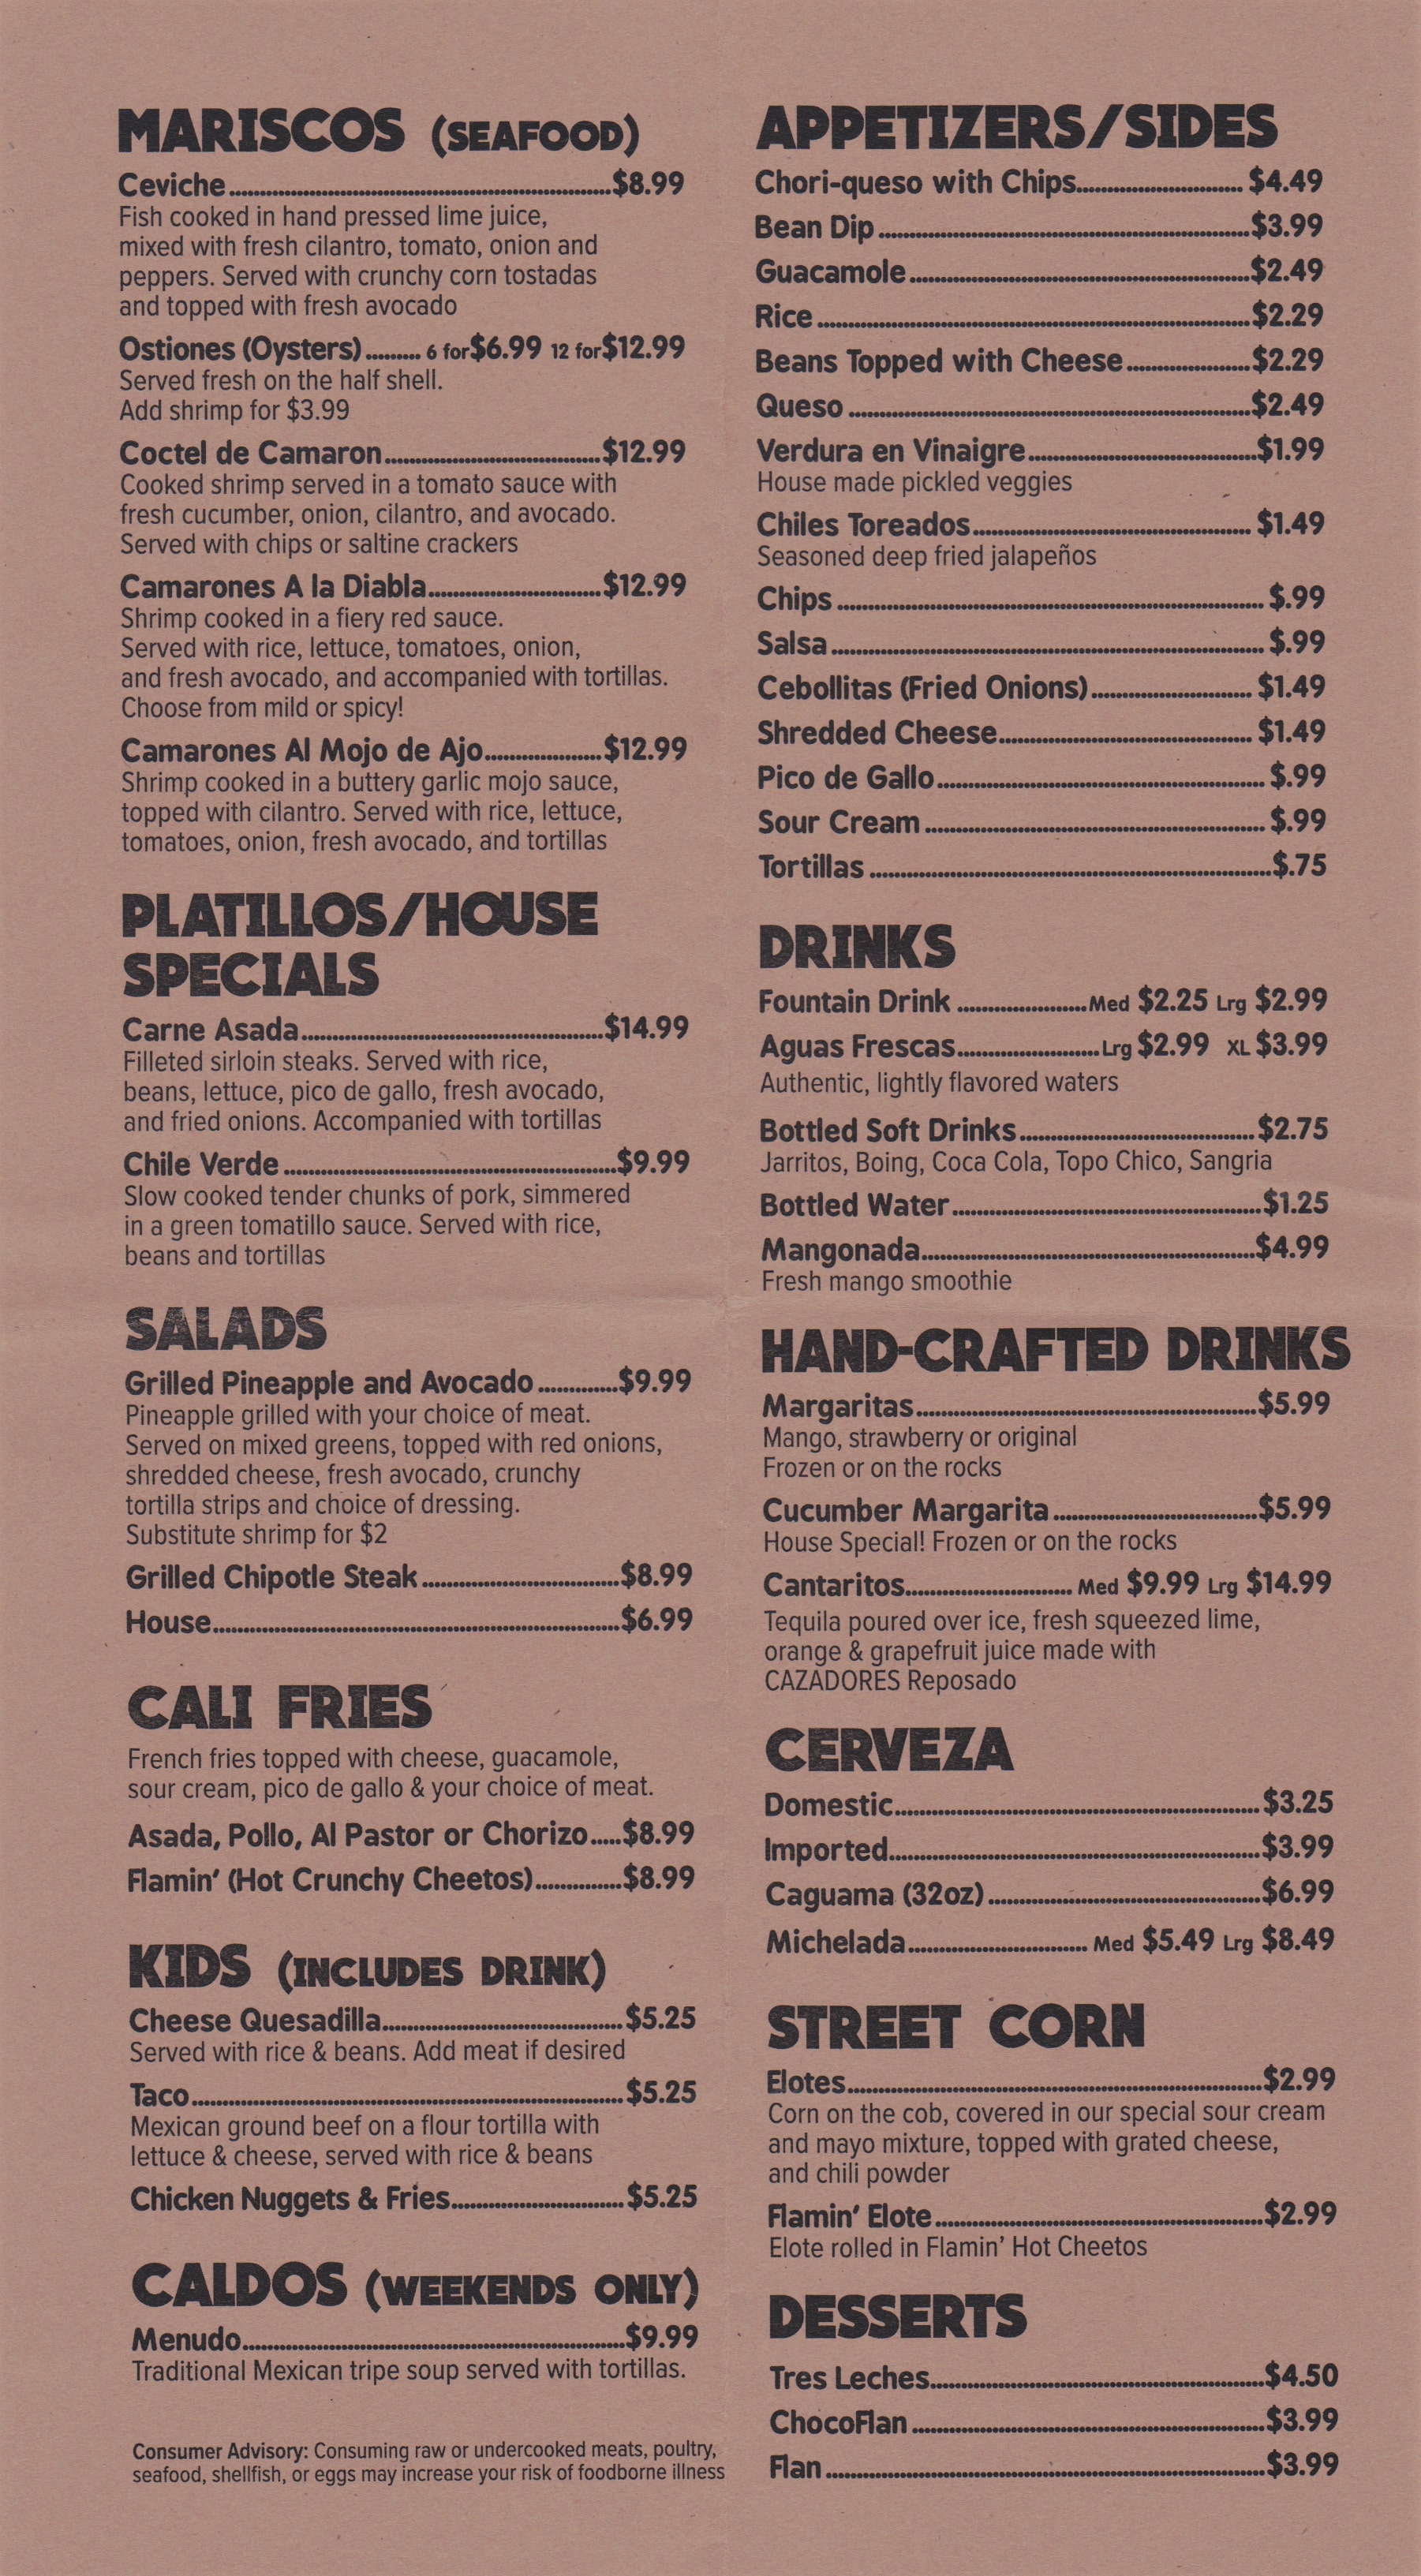 MARISCOS (SEAFOOD)
Ceviche $8.99
Fish cooked in hand pressed lime juice,
mixed with fresh cilantro, tomato, onion and
peppers. Served with crunchy corn tostadas
and topped with fresh avocado
Ostiones (Oysters) 6 for $6.99 12 for $12.99
Served fresh on the half shell.
Add shrimp for $3.99
Coctel de Camaron $12.99
Cooked shrimp served in a tomato sauce with
fresh cucumber, onion, cilantro, and avocado.
Served with chips or saltine crackers
Camarones A la Diabla $12.99
Shrimp cooked in a fiery red sauce.
Served with rice, lettuce, tomatoes, onion,
and fresh avocado, and accompanied with tortillas.
Choose from mild or spicy!
Camarones Al Mojo de Ajo $12.99
Shrimp cooked in a buttery garlic mojo sauce,
topped with cilantro. Served with rice, lettuce,
tomatoes, onion, fresh avocado, and tortillas
PLATILLOS/HOUSE
SPECIALS
Carne Asada $14.99
Filleted sirloin steaks. Served with rice,
beans, lettuce, pico de gallo, fresh avocado,
and fried onions. Accompanied with tortillas
Chile Verde $9.99
Slow cooked tender chunks of pork, simmered
in a green tomatillo sauce. Served with rice,
beans and tortillas
SALADS
Grilled Pineapple and Avocado $9.99
Pineapple grilled with your choice of meat.
Served on mixed greens, topped with red onions,
shredded cheese, fresh avocado, crunchy
tortilla strips and choice of dressing.
Substitute shrimp for $2
Grilled Chipotle Steak $8.99
House $6.99
CALI FRIES
French fries topped with cheese, guacamole,
sour cream, pico de gallo & your choice of meat.
Asada, Pollo, Al Pastor or Chorizo $8.99
Flamin' (Hot Crunchy Cheetos) $8.99
KIDS (INCLUDES DRINK)
Cheese Quesadilla $5.25
Served with rice & beans. Add meat if desired
Taco $5.25
Mexican ground beef on a flour tortilla with
lettuce & cheese, served with rice & beans
Chicken Nuggets & Fries $5.25
CALDOS (WEEKENDS ONLY)
Menudo $9.99
Traditional Mexican tripe soup served with tortillas.
Consumer Advisory: Consuming raw or undercooked meats, poultry,
seafood, shellfish, or eggs may increase your risk of foodborne illness
APPETIZERS/SIDES
Chori-queso with Chips $4.49
Bean Dip $3.99
Guacamole $2.49
Rice $2.29
Beans Topped with Cheese $2.29
Queso $2.49
Verdura en Vinaigre $1.99
House made pickled veggies
Chiles Toreados $1.49
Seasoned deep fried jalapeños
Chips $.99
Salsa $.99
Cebollitas (Fried Onions) $1.49
Shredded Cheese $1.49
Pico de Gallo $.99
Sour Cream $.99
Tortillas $.75
DRINKS
Fountain Drink Med $2.25 Lrg $2.99
Aguas Frescas Lrg $2.99 XL $3.99
Authentic, lightly flavored waters
Bottled Soft Drinks $2.75
Jarritos, Boing, Coca Cola, Topo Chico, Sangria
Bottled Water $1.25
Mangonada $4.99
Fresh mango smoothie
HAND-CRAFTED DRINKS
Margaritas $5.99
Mango, strawberry or original
Frozen or on the rocks
Cucumber Margarita $5.99
House Special! Frozen or on the rocks
Cantaritos Med $9.99 Lrg $14.99
Tequila poured over ice, fresh squeezed lime,
orange & grapefruit juice made with
CAZADORES Reposado
CERVEZA
Domestic $3.25
Imported $3.99
Caguama (32oz) $6.99
Michelada Med $5.49 Lrg $8.49
STREET CORN
Elotes $2.99
Corn on the cob, covered in our special sour cream
and mayo mixture, topped with grated cheese,
and chili powder
Flamin' Elote $2.99
Elote rolled in Flamin' Hot Cheetos
DESSERTS
Tres Leches $4.50
ChocoFlan $3.99
Flan $3.99